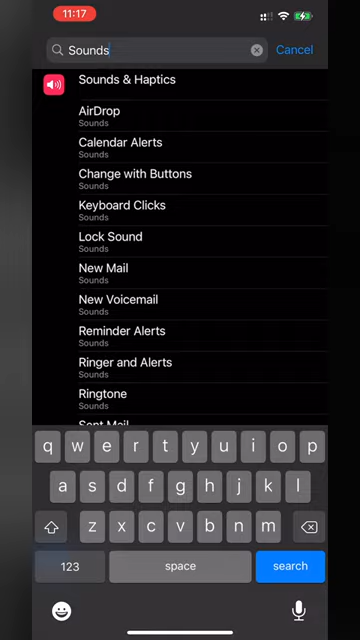 11:17
Sounds
Cancel
Sounds & Haptics
AirDrop
Sounds
Calendar Alerts
Sounds
Change with Buttons
Sounds
Keyboard Clicks
Sounds
Lock Sound
Sounds
New Mail
Sounds
New Voicemail
Sounds
Reminder Alerts
Sounds
Ringer and Alerts
Sounds
Ringtone
Sounds
Sent Mail
q w e r t y u i o p
a s d f g h j k l
z x c v b n m
123 space search